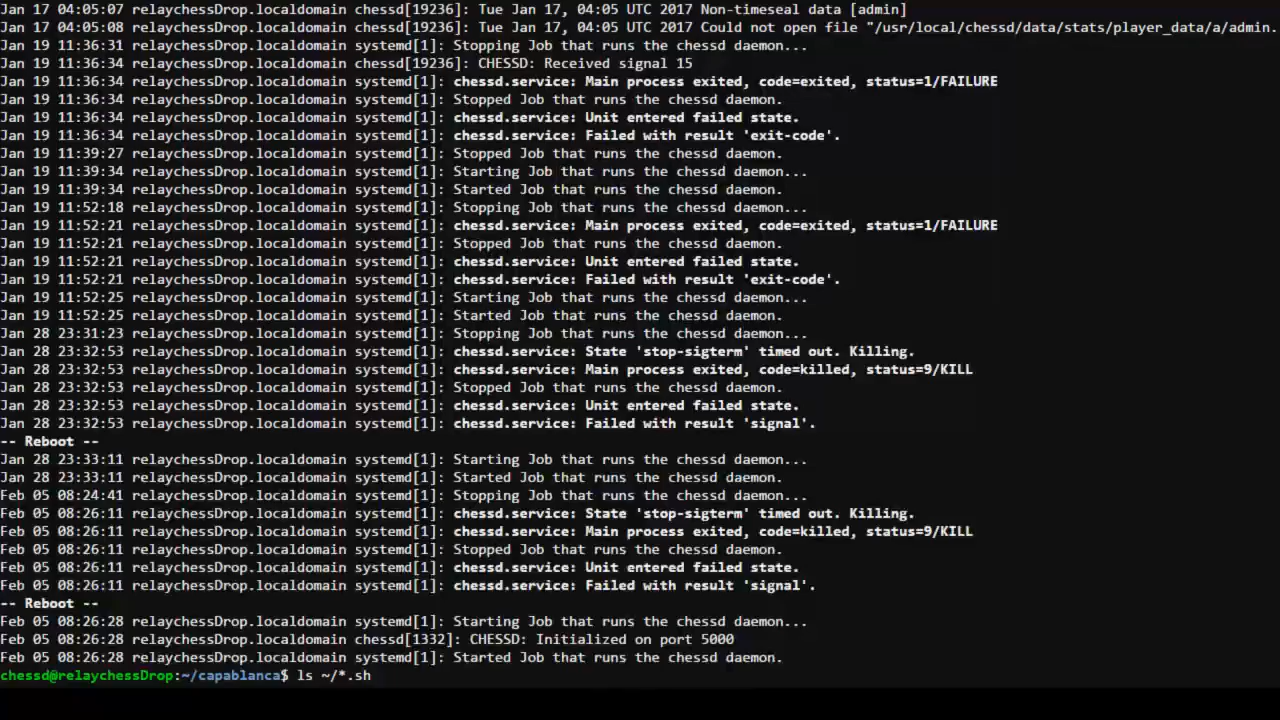 Jan 17 04:05:07 relaychessDrop.localdomain chessd[19236]: Tue Jan 17, 04:05 UTC 2017 Non-timeseal data [admin]
Jan 17 04:05:08 relaychessDrop.localdomain chessd[19236]: Tue Jan 17, 04:05 UTC 2017 Could not open file "/usr/local/chessd/data/stats/player_data/a/admin.
Jan 19 11:36:31 relaychessDrop.localdomain systemd[1]: Stopping Job that runs the chessd daemon...
Jan 19 11:36:34 relaychessDrop.localdomain chessd[19236]: CHESSD: Received signal 15
Jan 19 11:36:34 relaychessDrop.localdomain systemd[1]: chessd.service: Main process exited, code=exited, status=1/FAILURE
Jan 19 11:36:34 relaychessDrop.localdomain systemd[1]: Stopped Job that runs the chessd daemon.
Jan 19 11:36:34 relaychessDrop.localdomain systemd[1]: chessd.service: Unit entered failed state.
Jan 19 11:36:34 relaychessDrop.localdomain systemd[1]: chessd.service: Failed with result 'exit-code'.
Jan 19 11:39:27 relaychessDrop.localdomain systemd[1]: Stopped Job that runs the chessd daemon.
Jan 19 11:39:34 relaychessDrop.localdomain systemd[1]: Starting Job that runs the chessd daemon...
Jan 19 11:39:34 relaychessDrop.localdomain systemd[1]: Started Job that runs the chessd daemon.
Jan 19 11:52:18 relaychessDrop.localdomain systemd[1]: Stopping Job that runs the chessd daemon...
Jan 19 11:52:21 relaychessDrop.localdomain systemd[1]: chessd.service: Main process exited, code=exited, status=1/FAILURE
Jan 19 11:52:21 relaychessDrop.localdomain systemd[1]: Stopped Job that runs the chessd daemon.
Jan 19 11:52:21 relaychessDrop.localdomain systemd[1]: chessd.service: Unit entered failed state.
Jan 19 11:52:21 relaychessDrop.localdomain systemd[1]: chessd.service: Failed with result 'exit-code'.
Jan 19 11:52:25 relaychessDrop.localdomain systemd[1]: Starting Job that runs the chessd daemon...
Jan 19 11:52:25 relaychessDrop.localdomain systemd[1]: Started Job that runs the chessd daemon.
Jan 28 23:31:23 relaychessDrop.localdomain systemd[1]: Stopping Job that runs the chessd daemon...
Jan 28 23:32:53 relaychessDrop.localdomain systemd[1]: chessd.service: State 'stop-sigterm' timed out. Killing.
Jan 28 23:32:53 relaychessDrop.localdomain systemd[1]: chessd.service: Main process exited, code=killed, status=9/KILL
Jan 28 23:32:53 relaychessDrop.localdomain systemd[1]: Stopped Job that runs the chessd daemon.
Jan 28 23:32:53 relaychessDrop.localdomain systemd[1]: chessd.service: Unit entered failed state.
Jan 28 23:32:53 relaychessDrop.localdomain systemd[1]: chessd.service: Failed with result 'signal'.
-- Reboot --
Jan 28 23:33:11 relaychessDrop.localdomain systemd[1]: Starting Job that runs the chessd daemon...
Jan 28 23:33:11 relaychessDrop.localdomain systemd[1]: Started Job that runs the chessd daemon.
Feb 05 08:24:41 relaychessDrop.localdomain systemd[1]: Stopping Job that runs the chessd daemon...
Feb 05 08:26:11 relaychessDrop.localdomain systemd[1]: chessd.service: State 'stop-sigterm' timed out. Killing.
Feb 05 08:26:11 relaychessDrop.localdomain systemd[1]: chessd.service: Main process exited, code=killed, status=9/KILL
Feb 05 08:26:11 relaychessDrop.localdomain systemd[1]: Stopped Job that runs the chessd daemon.
Feb 05 08:26:11 relaychessDrop.localdomain systemd[1]: chessd.service: Unit entered failed state.
Feb 05 08:26:11 relaychessDrop.localdomain systemd[1]: chessd.service: Failed with result 'signal'.
-- Reboot --
Feb 05 08:26:28 relaychessDrop.localdomain systemd[1]: Starting Job that runs the chessd daemon...
Feb 05 08:26:28 relaychessDrop.localdomain chessd[1332]: CHESSD: Initialized on port 5000
Feb 05 08:26:28 relaychessDrop.localdomain systemd[1]: Started Job that runs the chessd daemon.
chessd@relaychessDrop:~/capablanca$ ls ~/*.sh